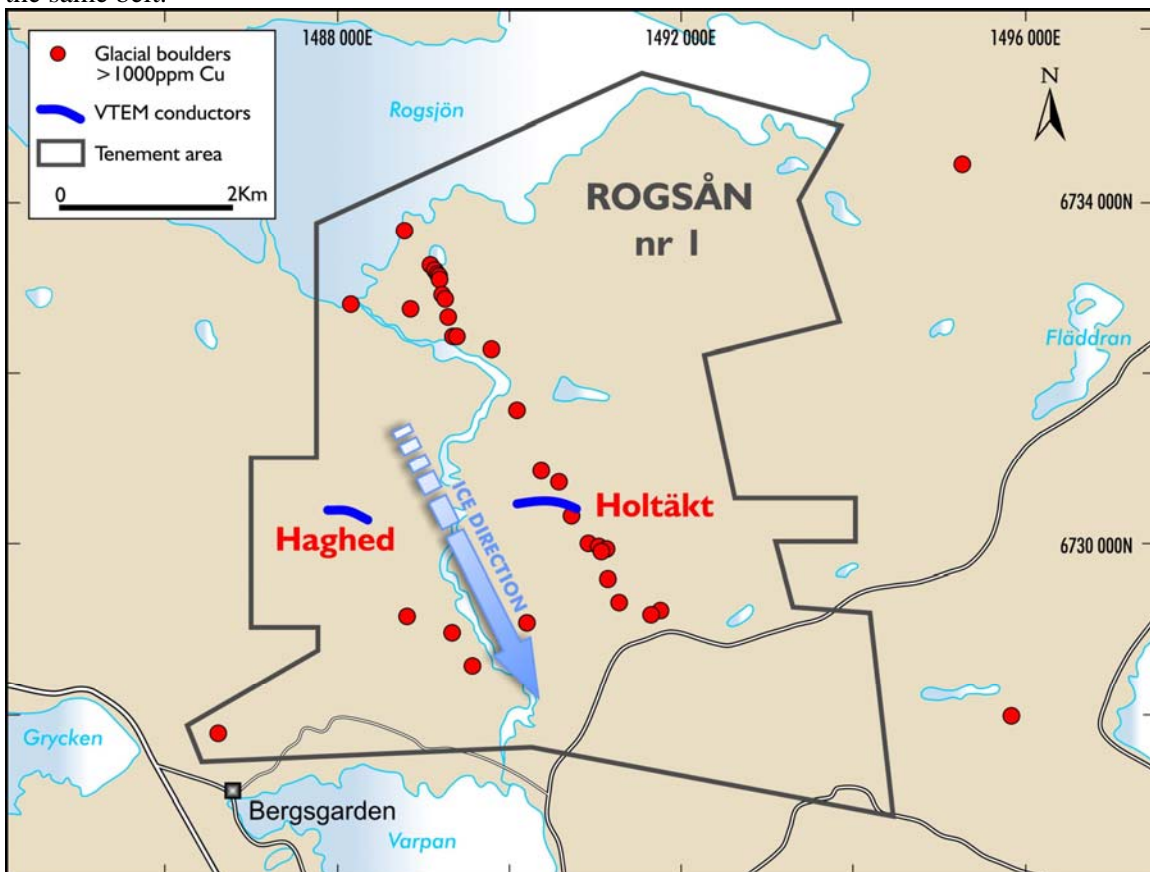 the same belt.
1488 000E
1492 000E
1496 000E
Glacial boulders
>1000ppm Cu
VTEM conductors
Tenement area
0
2Km
Rogsjön
N
ROGSÅN
nr 1
6734 000N
Fläddran
Holtäkt
Haghed
ICE DIRECTION
6730 000N
Grycken
Bergsgarden
Varpan